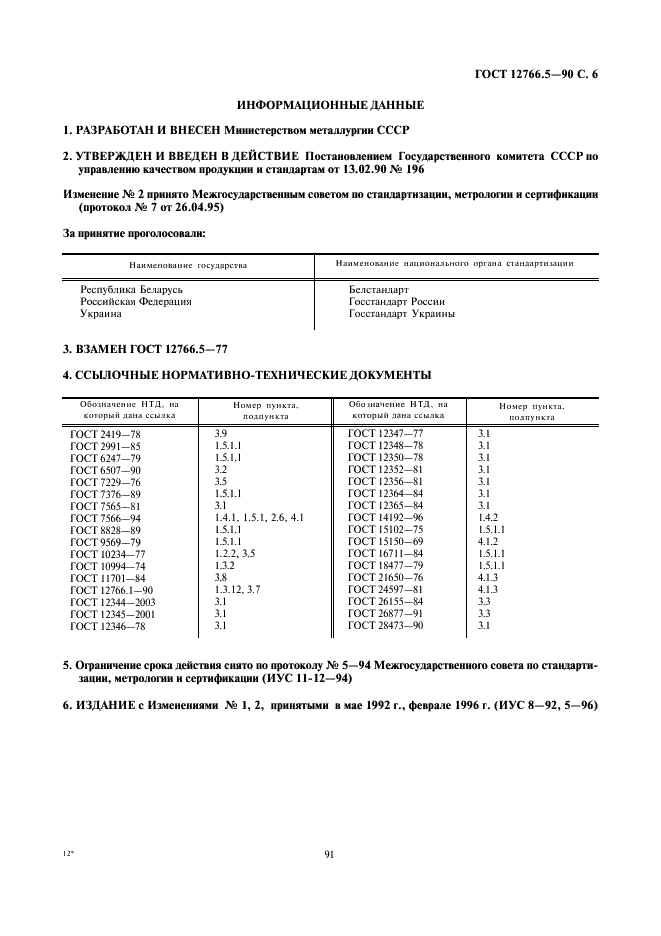 ГОСТ 12766.5—90 С. 6
ИНФОРМАЦИОННЫЕ ДАННЫЕ
1. РАЗРАБОТАН И ВНЕСЕН Министерством металлургии СССР
2. УТВЕРЖДЕН И ВВЕДЕН В ДЕЙСТВИЕ Постановлением Государственного комитета СССР по
управлению качеством продукции и стандартам от 13.02.90 № 196
Изменение № 2 принято Межгосударственным советом по стандартизации, метрологии и сертификации
(протокол № 7 от 26.04.95)
За принятие проголосовали:
Наименование государства Наименование национального органа стандартизации
Республика Беларусь Белстандарт
Российская Федерация Госстандарт России
Украина Госстандарт Украины
3. ВЗАМЕН ГОСТ 12766.5—77
4. ССЫЛОЧНЫЕ НОРМАТИВНО-ТЕХНИЧЕСКИЕ ДОКУМЕНТЫ
Обозначение НТД, на Номер пункта, Обозначение НТД, на Номер пункта,
который дана ссылка подпункта который дана ссылка подпункта
ГОСТ 2419—78 3.9 ГОСТ 12347—77 3.1
ГОСТ 2991—85 1.5.1.1 ГОСТ 12348—78 3.1
ГОСТ 6247—79 1.5.1.1 ГОСТ 12350—78 3.1
ГОСТ 6507—90 3.2 ГОСТ 12352—81 3.1
ГОСТ 7229—76 3.5 ГОСТ 12356—81 3.1
ГОСТ 7376—89 1.5.1.1 ГОСТ 12364—84 3.1
ГОСТ 7565—81 3.1 ГОСТ 12365—84 3.1
ГОСТ 7566—94 1.4.1, 1.5.1, 2.6, 4.1 ГОСТ 14192—96 1.4.2
ГОСТ 8828—89 1.5.1.1 ГОСТ 15102—75 1.5.1.1
ГОСТ 9569—79 1.5.1.1 ГОСТ 15150—69 4.1.2
ГОСТ 10234—77 1.2.2, 3.5 ГОСТ 16711—84 1.5.1.1
ГОСТ 10994—74 1.3.2 ГОСТ 18477—79 1.5.1.1
ГОСТ 11701—84 3.8 ГОСТ 21650—76 4.1.3
ГОСТ 12766.1—90 1.3.12, 3.7 ГОСТ 24597—81 4.1.3
ГОСТ 12344—2003 3.1 ГОСТ 26155—84 3.3
ГОСТ 12345—2001 3.1 ГОСТ 26877—91 3.3
ГОСТ 12346—78 3.1 ГОСТ 28473—90 3.1
5. Ограничение срока действия снято по протоколу № 5—94 Межгосударственного совета по стандарти-
зации, метрологии и сертификации (ИУС 11-12—94)
6. ИЗДАНИЕ с Изменениями № 1, 2, принятыми в мае 1992 г., феврале 1996 г. (ИУС 8—92, 5—96)
12* 91